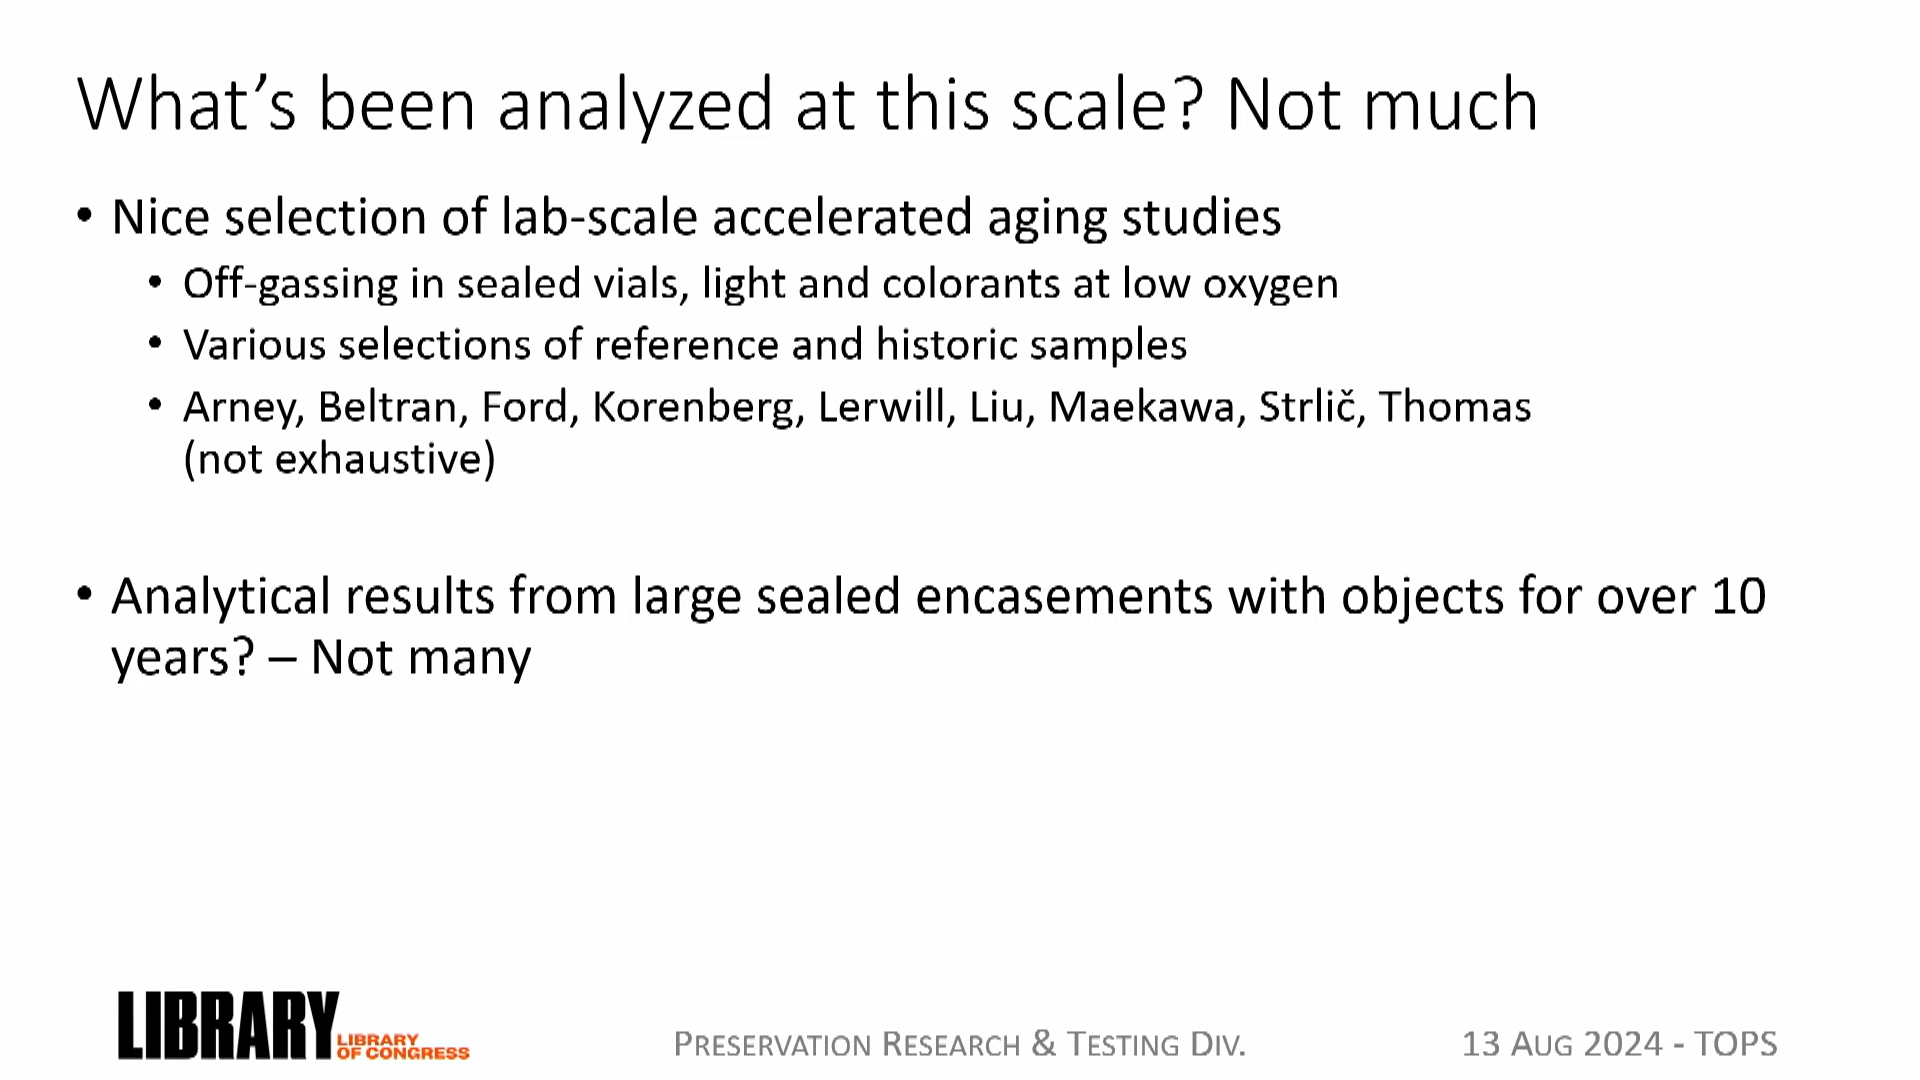 What’s been analyzed at this scale? Not much
• Nice selection of lab-scale accelerated aging studies
• Off-gassing in sealed vials, light and colorants at low oxygen
• Various selections of reference and historic samples
• Arney, Beltran, Ford, Korenberg, Lerwill, Liu, Maekawa, Strlič, Thomas
(not exhaustive)
• Analytical results from large sealed encasements with objects for over 10
years? – Not many
LIBRARY
LIBRARY
OF CONGRESS
PRESERVATION RESEARCH & TESTING DIV.
13 AUG 2024 - TOPS